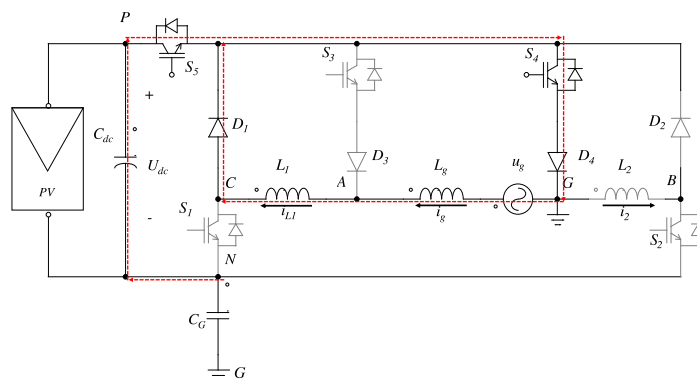 P
S5
S3
S4
+
Cdc
D1
D2
Udc
L1
D3
Lg
ug
D4
L2
PV
C
A
G
B
-
S1
iL1
ig
i2
S2
N
CG
G